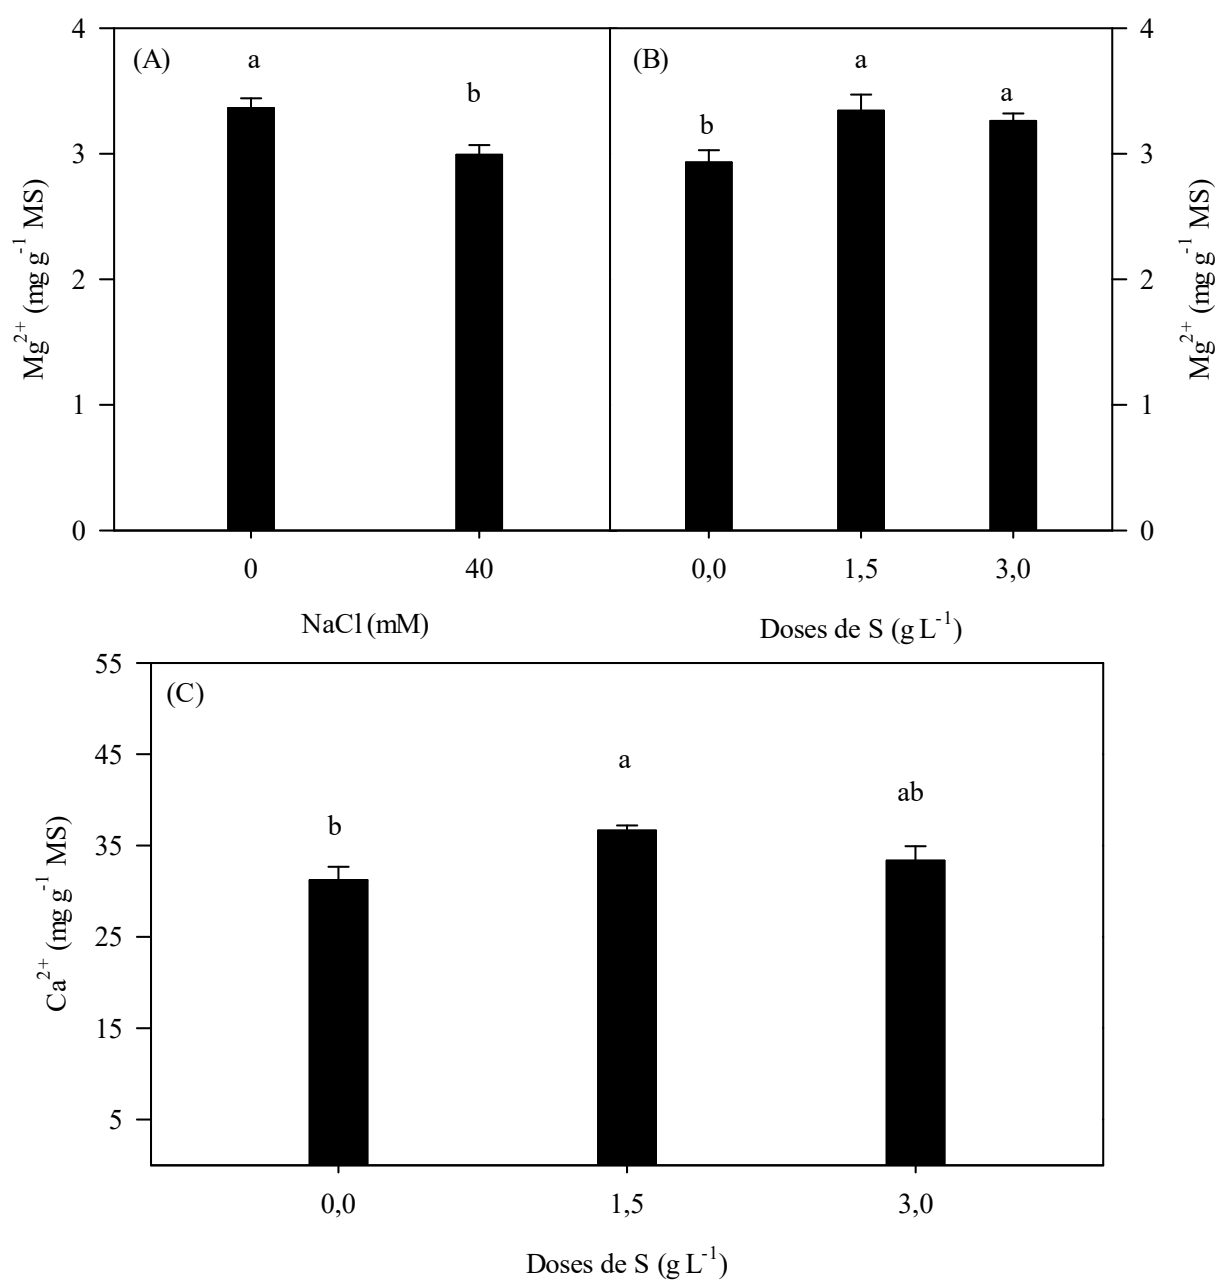 4
(A)
a
b
3
2
1
0
Mg²⁺ (mg g⁻¹ MS)
0
40
NaCl (mM)
(B)
b
a
a
4
3
2
1
0
Mg²⁺ (mg g⁻¹ MS)
0,0
1,5
3,0
Doses de S (g L⁻¹)
55
(C)
45
35
25
15
5
b
a
ab
Ca²⁺ (mg g⁻¹ MS)
0,0
1,5
3,0
Doses de S (g L⁻¹)